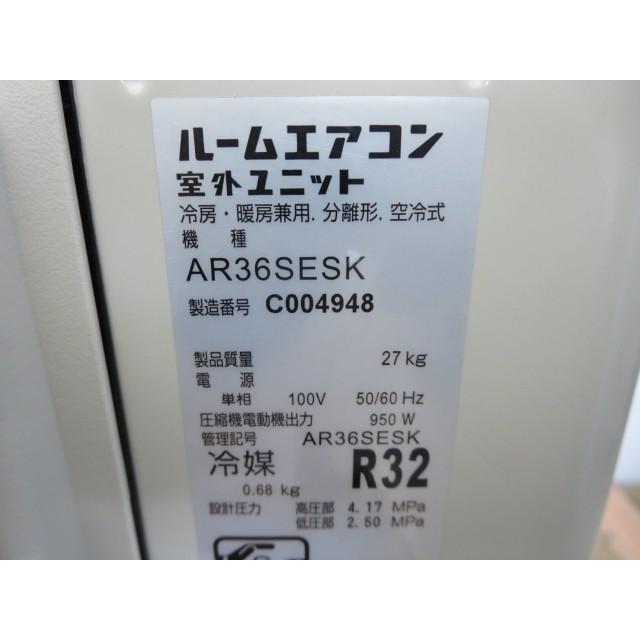 ルームエアコン
室外ユニット
冷房・暖房兼用. 分離形. 空冷式
機 種
AR36SESK
製造番号 C004948
製品質量 27kg
電 源
単相 100V 50/60 Hz
圧縮機電動機出力 950 W
管理記号 AR36SESK
冷媒 R32
0.68 kg
設計圧力 高圧部 4.17 MPa
低圧部 2.50 MPa